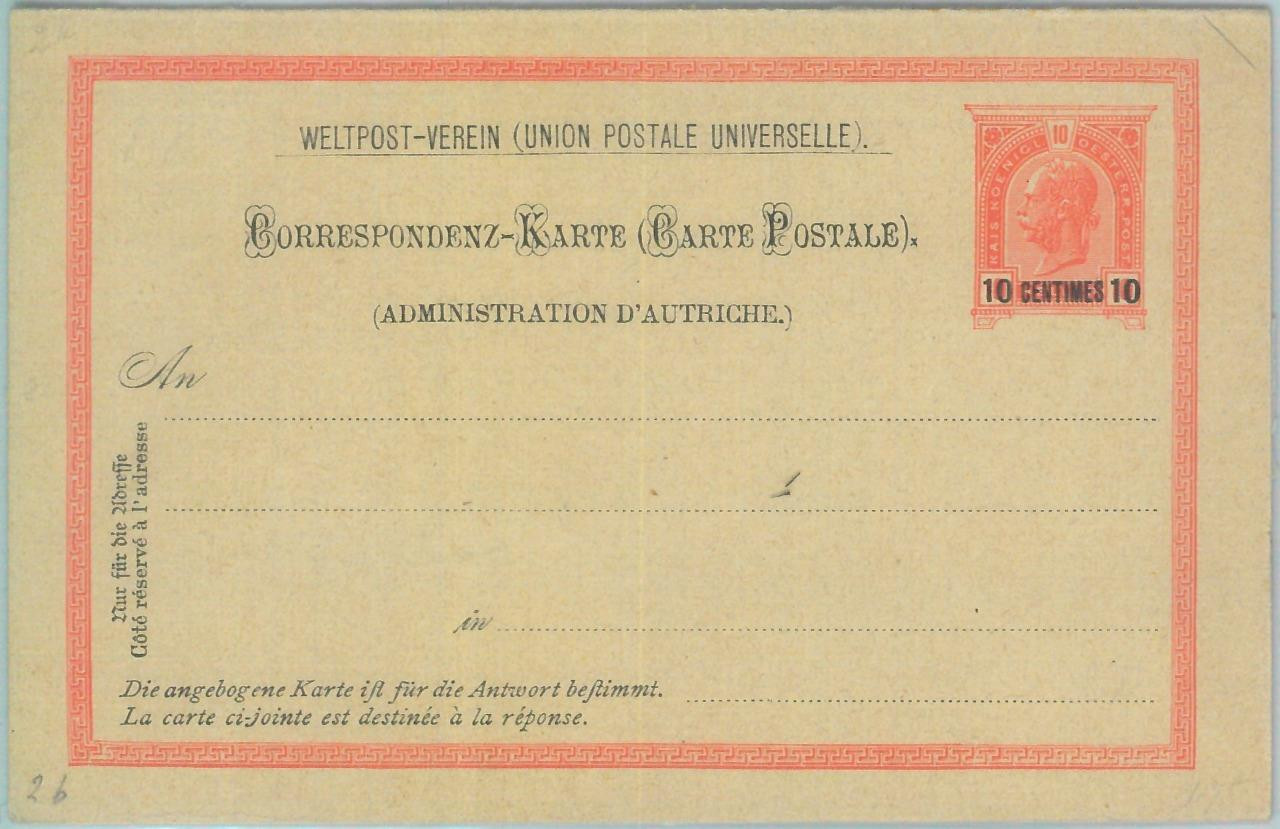 WELTPOST-VEREIN (UNION POSTALE UNIVERSELLE).
10
KAIS KOENIGL OESTERR. POST.
CORRESPONDENZ-KARTE (CARTE POSTALE).
10 CENTIMES 10
(ADMINISTRATION D'AUTRICHE.)
An
Nur für die Adreſſe
Côté réservé à l'adresse
in
Die angebogene Karte iſt für die Antwort beſtimmt.
La carte ci-jointe est destinée à la réponse.
2 b